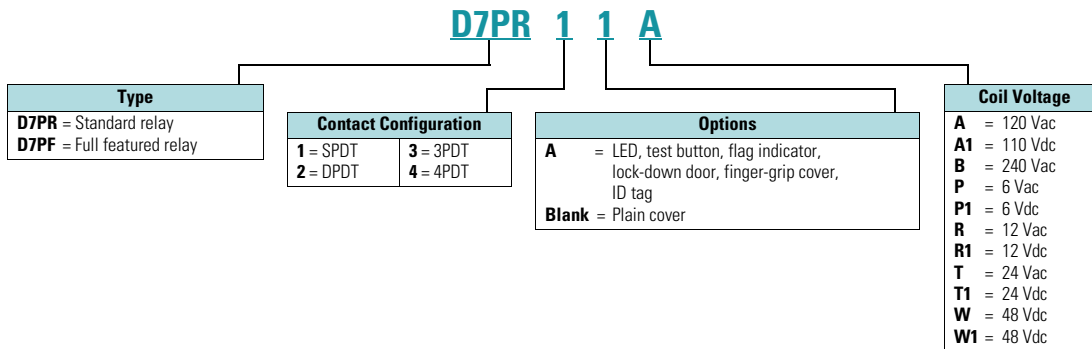 D7PR 1 1 A
Type
D7PR = Standard relay
D7PF = Full featured relay
Contact Configuration
1 = SPDT
2 = DPDT
3 = 3PDT
4 = 4PDT
Options
A = LED, test button, flag indicator,
lock-down door, finger-grip cover,
ID tag
Blank = Plain cover
Coil Voltage
A = 120 Vac
A1 = 110 Vdc
B = 240 Vac
P = 6 Vac
P1 = 6 Vdc
R = 12 Vac
R1 = 12 Vdc
T = 24 Vac
T1 = 24 Vdc
W = 48 Vdc
W1 = 48 Vdc